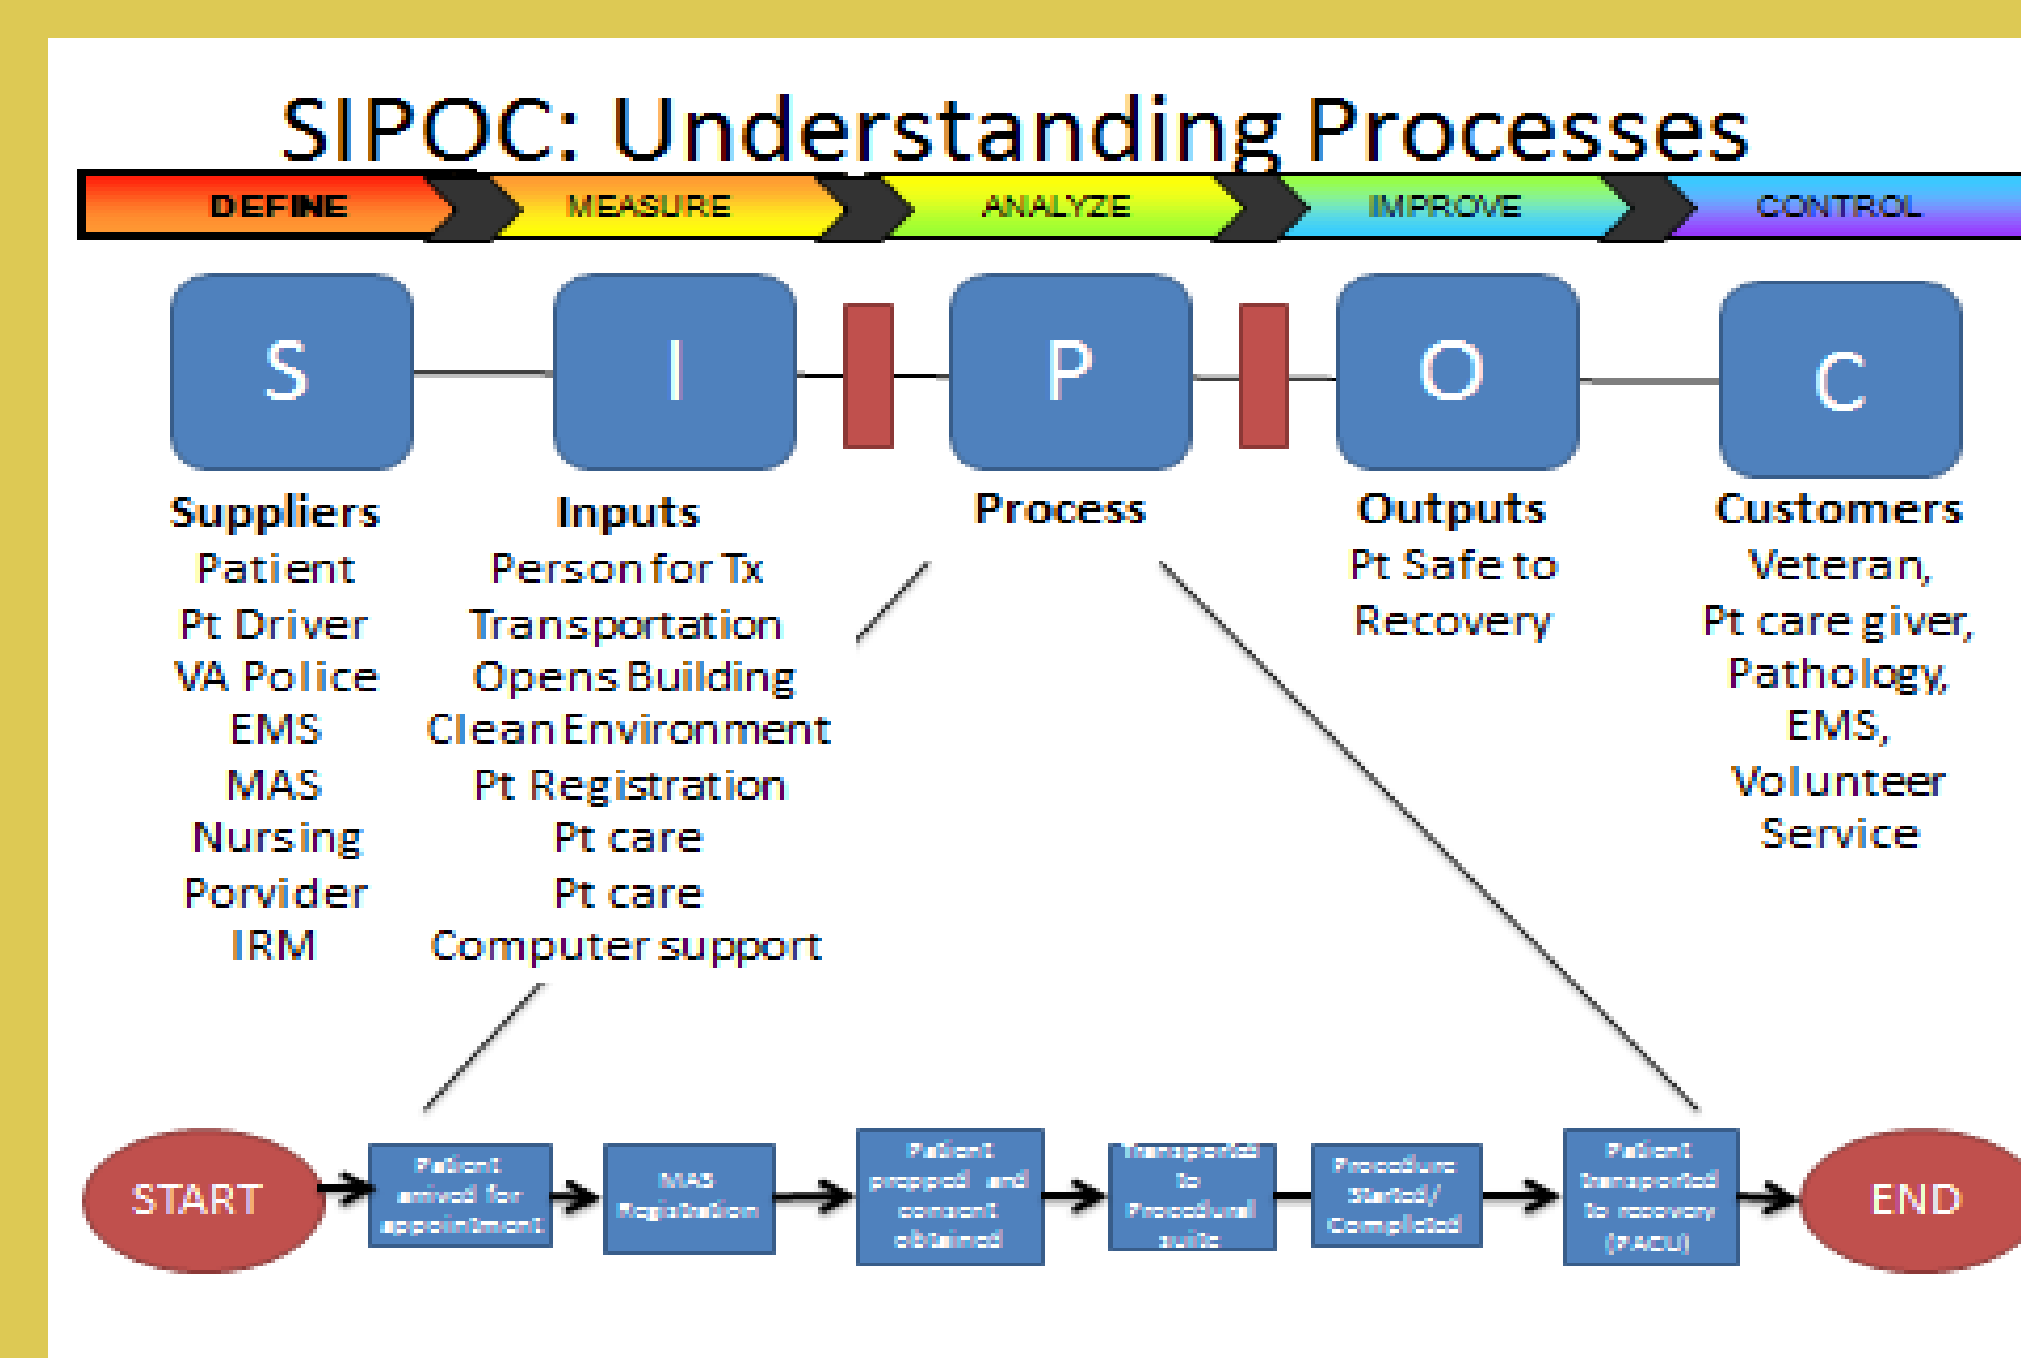 SIPOC: Understanding Processes
DEFINE
MEASURE
ANALYZE
IMPROVE
CONTROL
S
I
P
O
C
Suppliers
Patient
Pt Driver
VA Police
EMS
MAS
Nursing
Porvider
IRM
Inputs
Person for Tx
Transportation
Opens Building
Clean Environment
Pt Registration
Pt care
Pt care
Computer support
Process
Outputs
Pt Safe to
Recovery
Customers
Veteran,
Pt care giver,
Pathology,
EMS,
Volunteer
Service
START
Patient
arrived for
appointment
MAS
Registration
Patient
prepped and
consent
obtained
Transported
to
Procedural
suite
Procedure
Started/
Completed
Patient
transported
to recovery
(PACU)
END